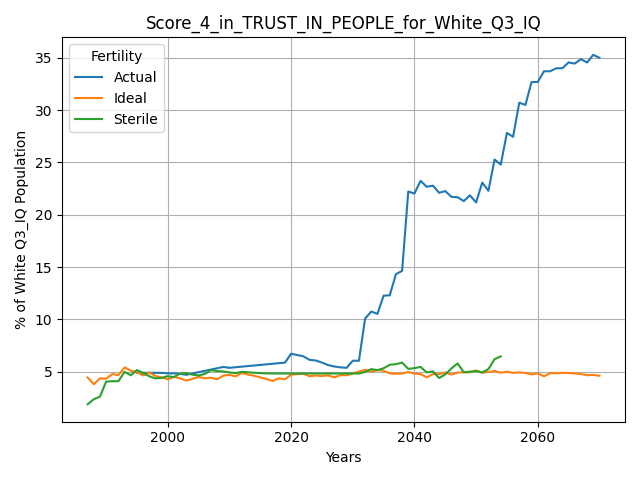 Score_4_in_TRUST_IN_PEOPLE_for_White_Q3_IQ
Fertility
Actual
Ideal
Sterile
% of White Q3_IQ Population
35
30
25
20
15
10
5
2000
2020
2040
2060
Years